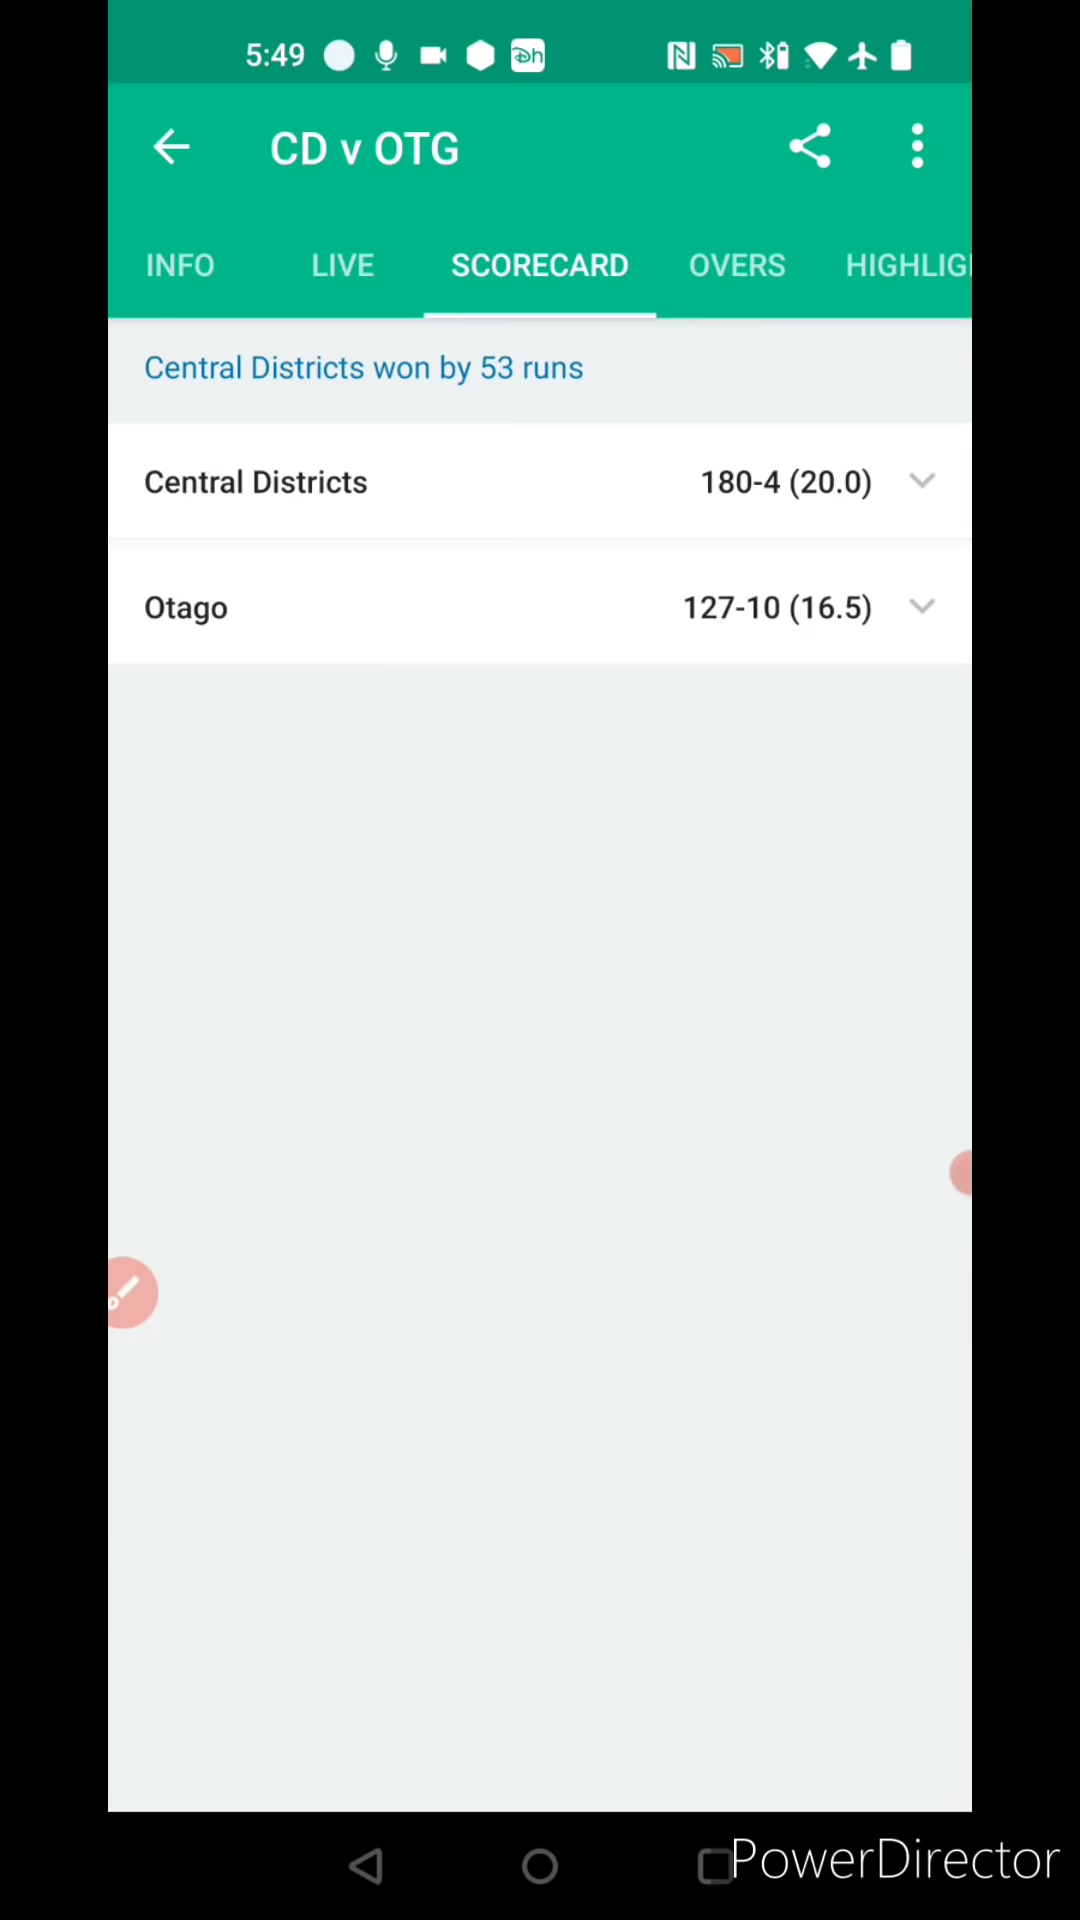 5:49
CD v OTG
INFO LIVE SCORECARD OVERS HIGHLIG
Central Districts won by 53 runs
Central Districts 180-4 (20.0)
Otago 127-10 (16.5)
PowerDirector